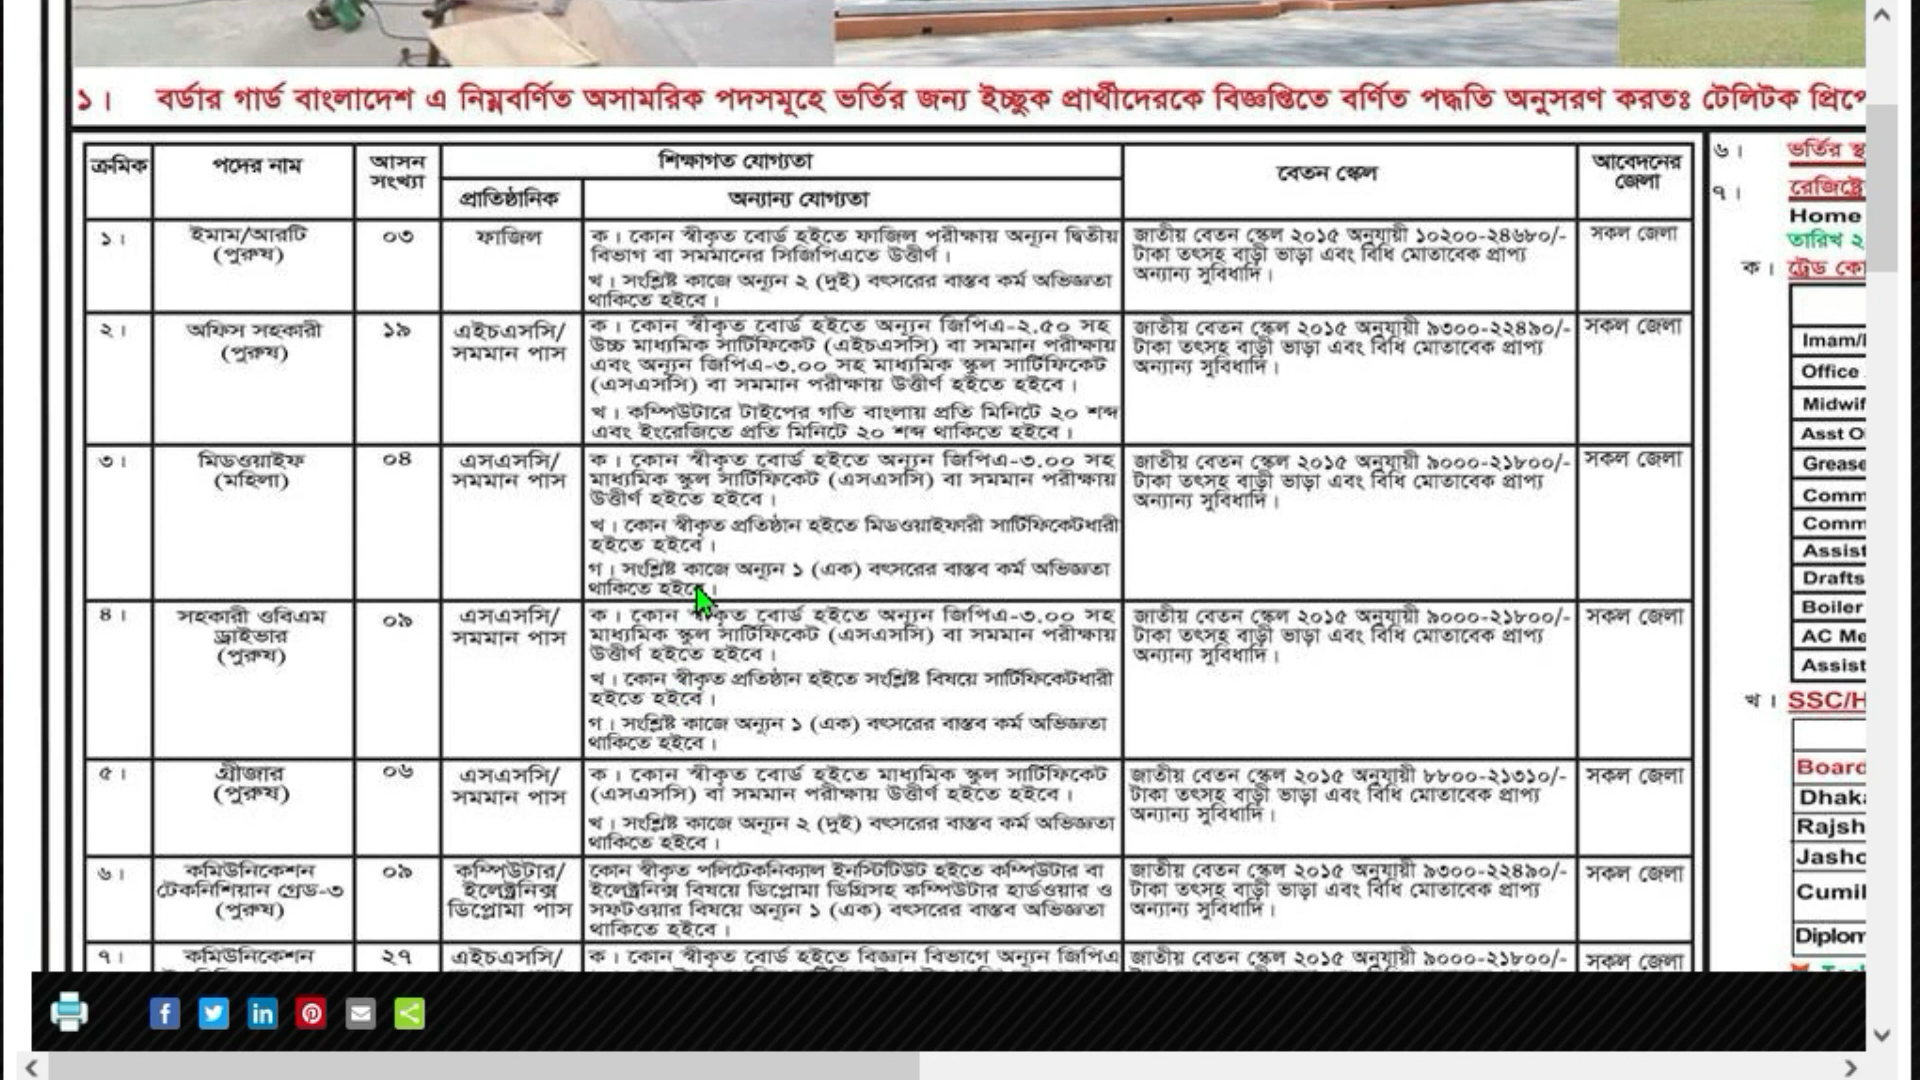 ১। বর্ডার গার্ড বাংলাদেশ এ নিম্নবর্ণিত অসামরিক পদসমূহে ভর্তির জন্য ইচ্ছুক প্রার্থীদেরকে বিজ্ঞপ্তিতে বর্ণিত পদ্ধতি অনুসরণ করতঃ টেলিটক প্রিপে
ক্রমিক
পদের নাম
আসন
সংখ্যা
শিক্ষাগত যোগ্যতা
প্রাতিষ্ঠানিক
অন্যান্য যোগ্যতা
বেতন স্কেল
আবেদনের
জেলা
১।
ইমাম/আরটি
(পুরুষ)
০৩
ফাজিল
ক। কোন স্বীকৃত বোর্ড হইতে ফাজিল পরীক্ষায় অন্যূন দ্বিতীয়
বিভাগ বা সমমানের সিজিপিএতে উত্তীর্ণ।
খ। সংশ্লিষ্ট কাজে অন্যূন ২ (দুই) বৎসরের বাস্তব কর্ম অভিজ্ঞতা
থাকিতে হইবে।
জাতীয় বেতন স্কেল ২০১৫ অনুযায়ী ১০২০০-২৪৬৮০/-
টাকা তৎসহ বাড়ী ভাড়া এবং বিধি মোতাবেক প্রাপ্য
অন্যান্য সুবিধাদি।
সকল জেলা
২।
অফিস সহকারী
(পুরুষ)
১৯
এইচএসসি/
সমমান পাস
ক। কোন স্বীকৃত বোর্ড হইতে অন্যূন জিপিএ-২.৫০ সহ
উচ্চ মাধ্যমিক সার্টিফিকেট (এইচএসসি) বা সমমান পরীক্ষায়
এবং অন্যূন জিপিএ-৩.০০ সহ মাধ্যমিক স্কুল সার্টিফিকেট
(এসএসসি) বা সমমান পরীক্ষায় উত্তীর্ণ হইতে হইবে।
খ। কম্পিউটারে টাইপের গতি বাংলায় প্রতি মিনিটে ২০ শব্দ
এবং ইংরেজিতে প্রতি মিনিটে ২০ শব্দ থাকিতে হইবে।
জাতীয় বেতন স্কেল ২০১৫ অনুযায়ী ৯৩০০-২২৪৯০/-
টাকা তৎসহ বাড়ী ভাড়া এবং বিধি মোতাবেক প্রাপ্য
অন্যান্য সুবিধাদি।
সকল জেলা
৩।
মিডওয়াইফ
(মহিলা)
০৪
এসএসসি/
সমমান পাস
ক। কোন স্বীকৃত বোর্ড হইতে অন্যূন জিপিএ-৩.০০ সহ
মাধ্যমিক স্কুল সার্টিফিকেট (এসএসসি) বা সমমান পরীক্ষায়
উত্তীর্ণ হইতে হইবে।
খ। কোন স্বীকৃত প্রতিষ্ঠান হইতে মিডওয়াইফারী সার্টিফিকেটধারী
হইতে হইবে।
গ। সংশ্লিষ্ট কাজে অন্যূন ১ (এক) বৎসরের বাস্তব কর্ম অভিজ্ঞতা
থাকিতে হইবে।
জাতীয় বেতন স্কেল ২০১৫ অনুযায়ী ৯০০০-২১৮০০/-
টাকা তৎসহ বাড়ী ভাড়া এবং বিধি মোতাবেক প্রাপ্য
অন্যান্য সুবিধাদি।
সকল জেলা
৪।
সহকারী ওবিএম
ড্রাইভার
(পুরুষ)
০৯
এসএসসি/
সমমান পাস
ক। কোন স্বীকৃত বোর্ড হইতে অন্যূন জিপিএ-৩.০০ সহ
মাধ্যমিক স্কুল সার্টিফিকেট (এসএসসি) বা সমমান পরীক্ষায়
উত্তীর্ণ হইতে হইবে।
খ। কোন স্বীকৃত প্রতিষ্ঠান হইতে সংশ্লিষ্ট বিষয়ে সার্টিফিকেটধারী
হইতে হইবে।
গ। সংশ্লিষ্ট কাজে অন্যূন ১ (এক) বৎসরের বাস্তব কর্ম অভিজ্ঞতা
থাকিতে হইবে।
জাতীয় বেতন স্কেল ২০১৫ অনুযায়ী ৯০০০-২১৮০০/-
টাকা তৎসহ বাড়ী ভাড়া এবং বিধি মোতাবেক প্রাপ্য
অন্যান্য সুবিধাদি।
সকল জেলা
৫।
গ্রীজার
(পুরুষ)
০৬
এসএসসি/
সমমান পাস
ক। কোন স্বীকৃত বোর্ড হইতে মাধ্যমিক স্কুল সার্টিফিকেট
(এসএসসি) বা সমমান পরীক্ষায় উত্তীর্ণ হইতে হইবে।
খ। সংশ্লিষ্ট কাজে অন্যূন ২ (দুই) বৎসরের বাস্তব কর্ম অভিজ্ঞতা
থাকিতে হইবে।
জাতীয় বেতন স্কেল ২০১৫ অনুযায়ী ৮৮০০-২১৩১০/-
টাকা তৎসহ বাড়ী ভাড়া এবং বিধি মোতাবেক প্রাপ্য
অন্যান্য সুবিধাদি।
সকল জেলা
৬।
কমিউনিকেশন
টেকনিশিয়ান গ্রেড-৩
(পুরুষ)
০৯
কম্পিউটার/
ইলেক্ট্রনিক্স
ডিপ্লোমা পাস
কোন স্বীকৃত পলিটেকনিক্যাল ইনস্টিটিউট হইতে কম্পিউটার বা
ইলেক্ট্রনিক্স বিষয়ে ডিপ্লোমা ডিগ্রিসহ কম্পিউটার হার্ডওয়ার ও
সফটওয়ার বিষয়ে অন্যূন ১ (এক) বৎসরের বাস্তব অভিজ্ঞতা
থাকিতে হইবে।
জাতীয় বেতন স্কেল ২০১৫ অনুযায়ী ৯৩০০-২২৪৯০/-
টাকা তৎসহ বাড়ী ভাড়া এবং বিধি মোতাবেক প্রাপ্য
অন্যান্য সুবিধাদি।
সকল জেলা
৭।
কমিউনিকেশন
২৭
এইচএসসি/
ক। কোন স্বীকৃত বোর্ড হইতে বিজ্ঞান বিভাগে অন্যূন জিপিএ
জাতীয় বেতন স্কেল ২০১৫ অনুযায়ী ৯০০০-২১৮০০/-
সকল জেলা
৬। ভর্তির স্থ
৭। রেজিষ্ট্রে
Home
তারিখ ২
ক। ট্রেড কো
Imam/
Office
Midwif
Asst O
Grease
Comm
Comm
Assist
Drafts
Boiler
AC Me
Assist
খ। SSC/H
Board
Dhaka
Rajsh
Jasho
Cumil
Diplom